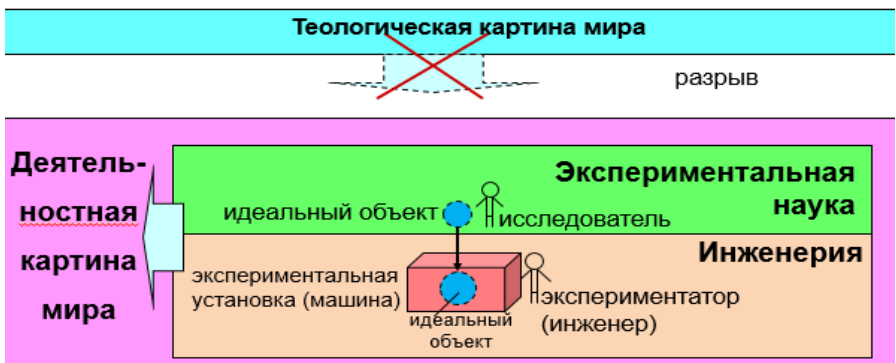 Теологическая картина мира
разрыв
Деятель-
ностная
картина
мира
Экспериментальная
наука
идеальный объект
исследователь
Инженерия
экспериментальная
установка (машина)
идеальный
объект
экспериментатор
(инженер)